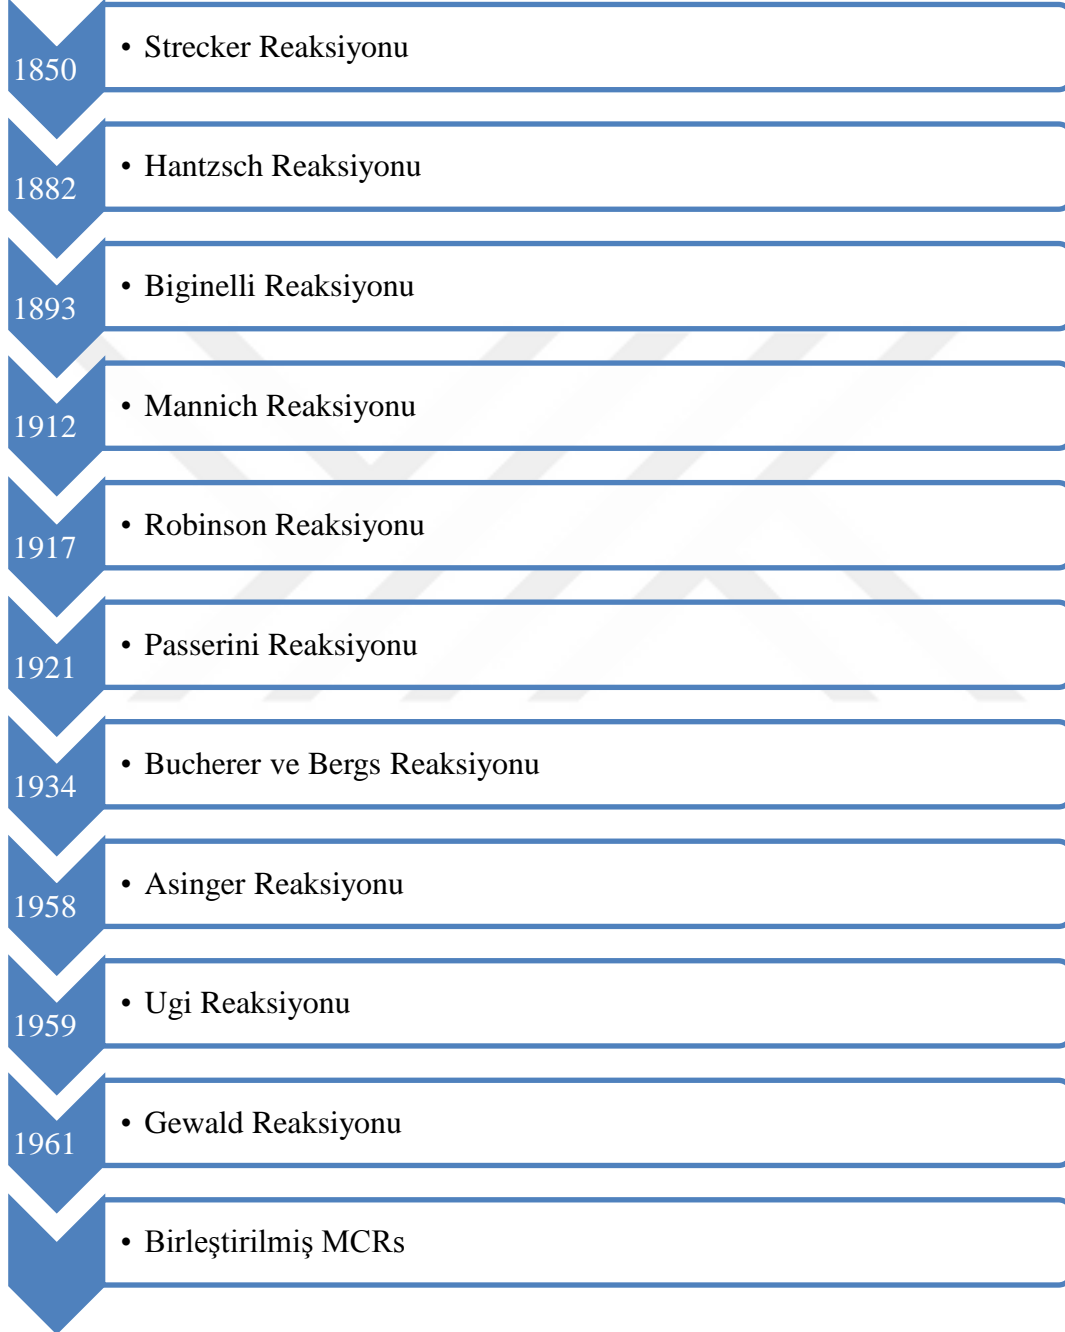 1850
• Strecker Reaksiyonu
1882
• Hantzsch Reaksiyonu
1893
• Biginelli Reaksiyonu
1912
• Mannich Reaksiyonu
1917
• Robinson Reaksiyonu
1921
• Passerini Reaksiyonu
1934
• Bucherer ve Bergs Reaksiyonu
1958
• Asinger Reaksiyonu
1959
• Ugi Reaksiyonu
1961
• Gewald Reaksiyonu
• Birleştirilmiş MCRs